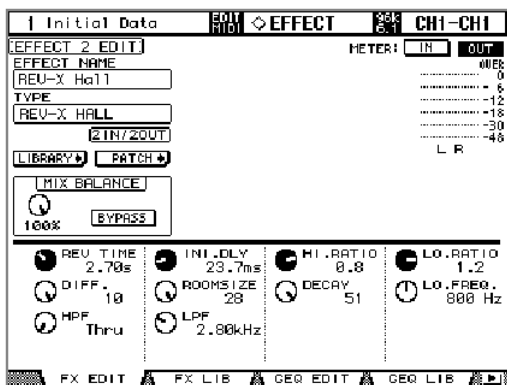 1 Initial Data EDIT MIDI EFFECT 96k 6.1 CH1-CH1
EFFECT 2 EDIT METER: IN OUT
EFFECT NAME OVER
REV-X Hall 0
6
TYPE 12
REV-X HALL 18
30
2IN/2OUT 48
LIBRARY PATCH L R
MIX BALANCE
100% BYPASS
REV TIME INI.DLY HI.RATIO LO.RATIO
2.70s 23.7ms 0.8 1.2
DIFF. ROOMSIZE DECAY LO.FREQ.
10 28 51 800 Hz
HPF LPF
Thru 2.80kHz
FX EDIT FX LIB GEQ EDIT GEQ LIB